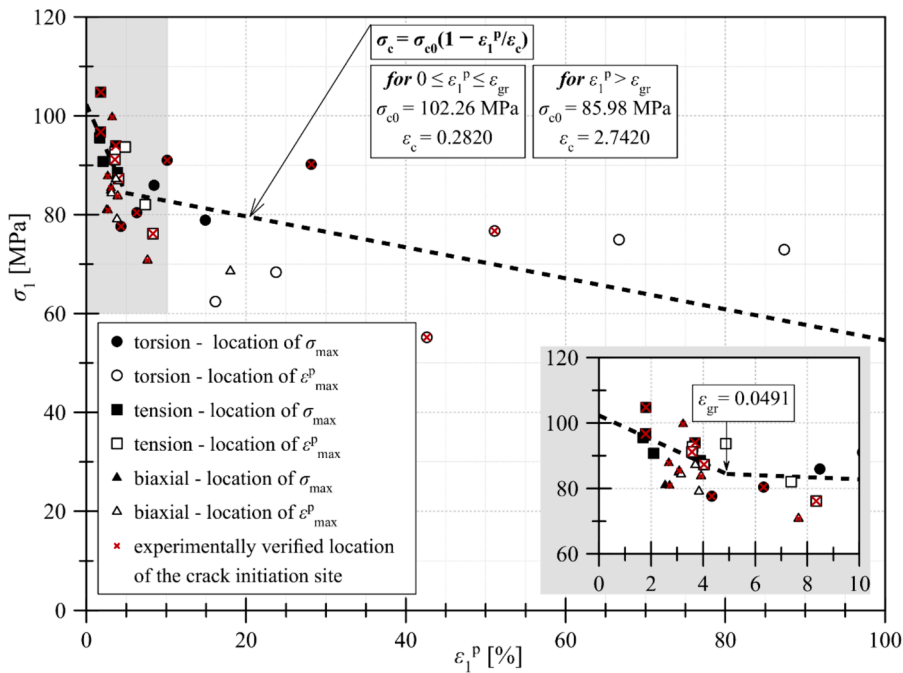 120
100
80
60
40
20
0
σ₁ [MPa]
σc = σc0(1 − ε₁ᵖ/εc)
for 0 ≤ ε₁ᵖ ≤ εgr
σc0 = 102.26 MPa
εc = 0.2820
for ε₁ᵖ > εgr
σc0 = 85.98 MPa
εc = 2.7420
torsion - location of σmax
torsion - location of εᵖmax
tension - location of σmax
tension - location of εᵖmax
biaxial - location of σmax
biaxial - location of εᵖmax
experimentally verified location
of the crack initiation site
120
100
80
60
εgr = 0.0491
0 2 4 6 8 10
0 20 40 60 80 100
ε₁ᵖ [%]